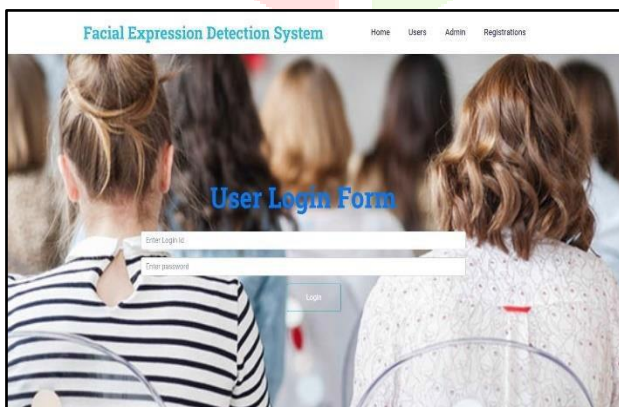 Facial Expression Detection System
Home Users Admin Registrations
User Login Form
Enter Login Id
Enter password
Login